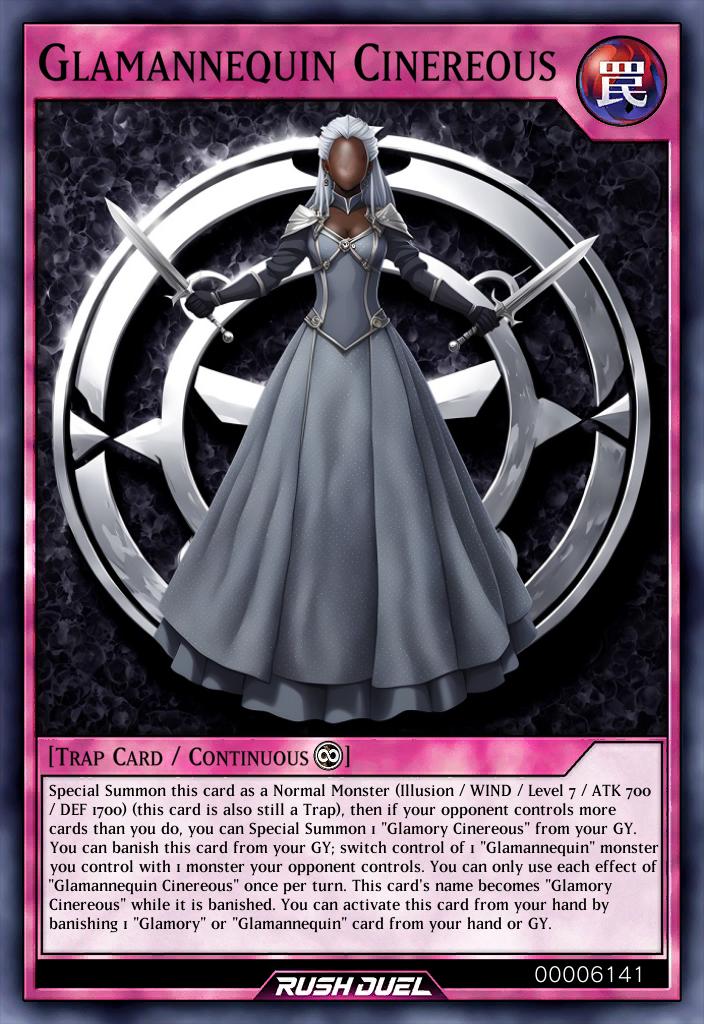 Glamannequin Cinereous
罠
[Trap Card / Continuous ∞]
Special Summon this card as a Normal Monster (Illusion / WIND / Level 7 / ATK 700
/ DEF 1700) (this card is also still a Trap), then if your opponent controls more
cards than you do, you can Special Summon 1 "Glamory Cinereous" from your GY.
You can banish this card from your GY; switch control of 1 "Glamannequin" monster
you control with 1 monster your opponent controls. You can only use each effect of
"Glamannequin Cinereous" once per turn. This card's name becomes "Glamory
Cinereous" while it is banished. You can activate this card from your hand by
banishing 1 "Glamory" or "Glamannequin" card from your hand or GY.
00006141
RUSH DUEL